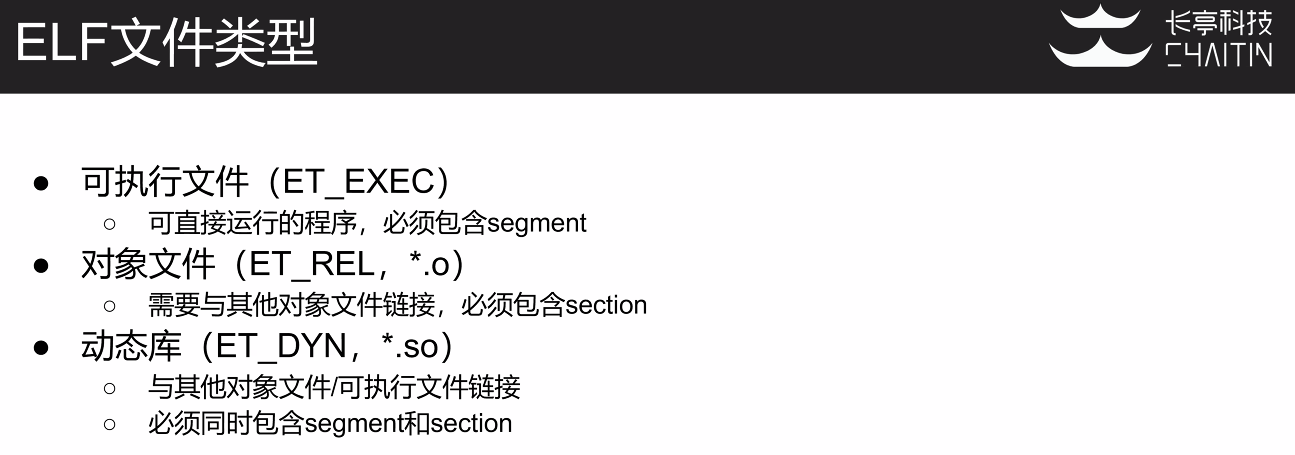 ELF文件类型
长亭科技
CHAITIN
● 可执行文件（ET_EXEC）
○ 可直接运行的程序，必须包含segment
● 对象文件（ET_REL，*.o）
○ 需要与其他对象文件链接，必须包含section
● 动态库（ET_DYN，*.so）
○ 与其他对象文件/可执行文件链接
○ 必须同时包含segment和section